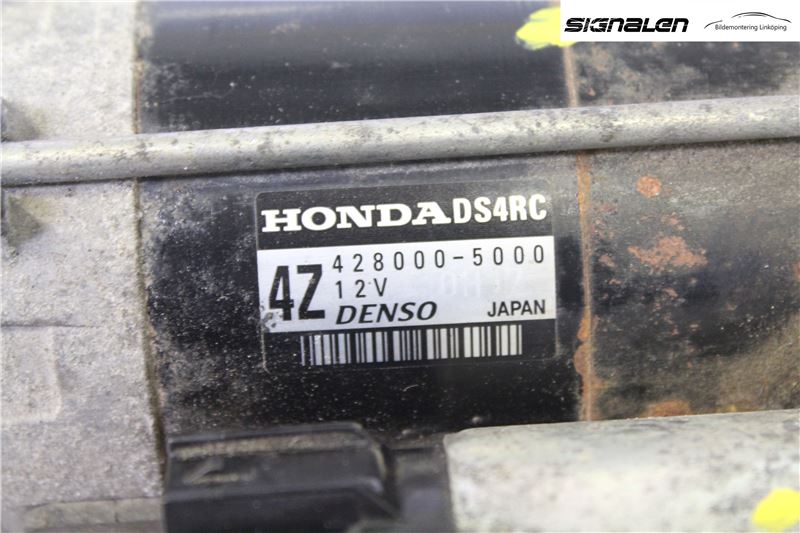 SIGNALEN
Bildemontering Linköping
HONDA DS4RC
4Z
428000-5000
12V
DENSO JAPAN